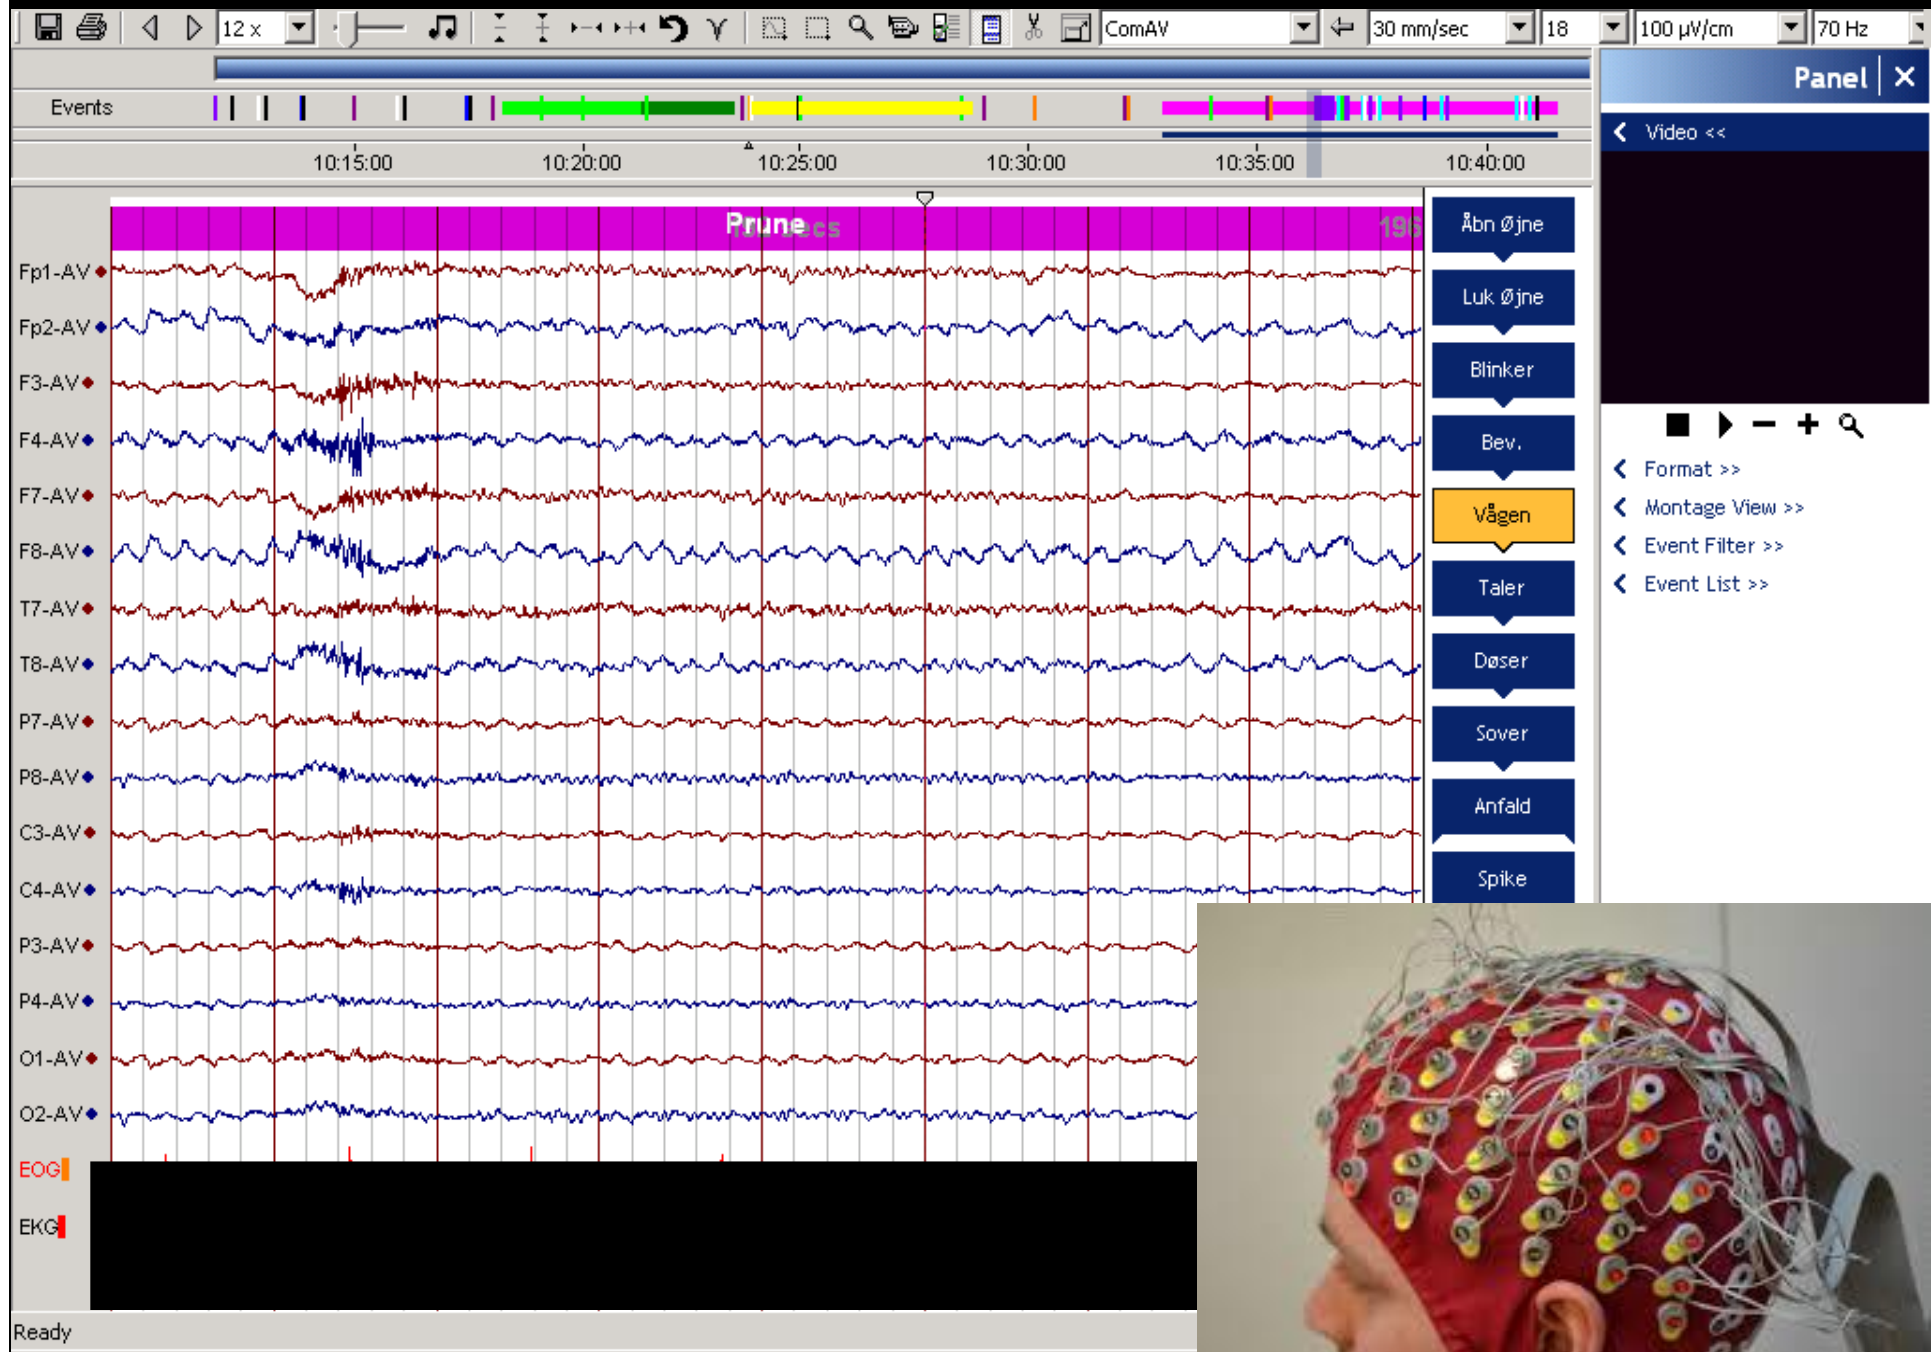 12 x
ComAV
30 mm/sec
18
100 µV/cm
70 Hz
Panel
Events
Video <<
10:15:00
10:20:00
10:25:00
10:30:00
10:35:00
10:40:00
Prune
secs
196
Fp1-AV
Fp2-AV
F3-AV
F4-AV
F7-AV
F8-AV
T7-AV
T8-AV
P7-AV
P8-AV
C3-AV
C4-AV
P3-AV
P4-AV
O1-AV
O2-AV
EOG
EKG
Åbn Øjne
Luk Øjne
Blinker
Bev.
Vågen
Taler
Døser
Sover
Anfald
Spike
Format >>
Montage View >>
Event Filter >>
Event List >>
Ready